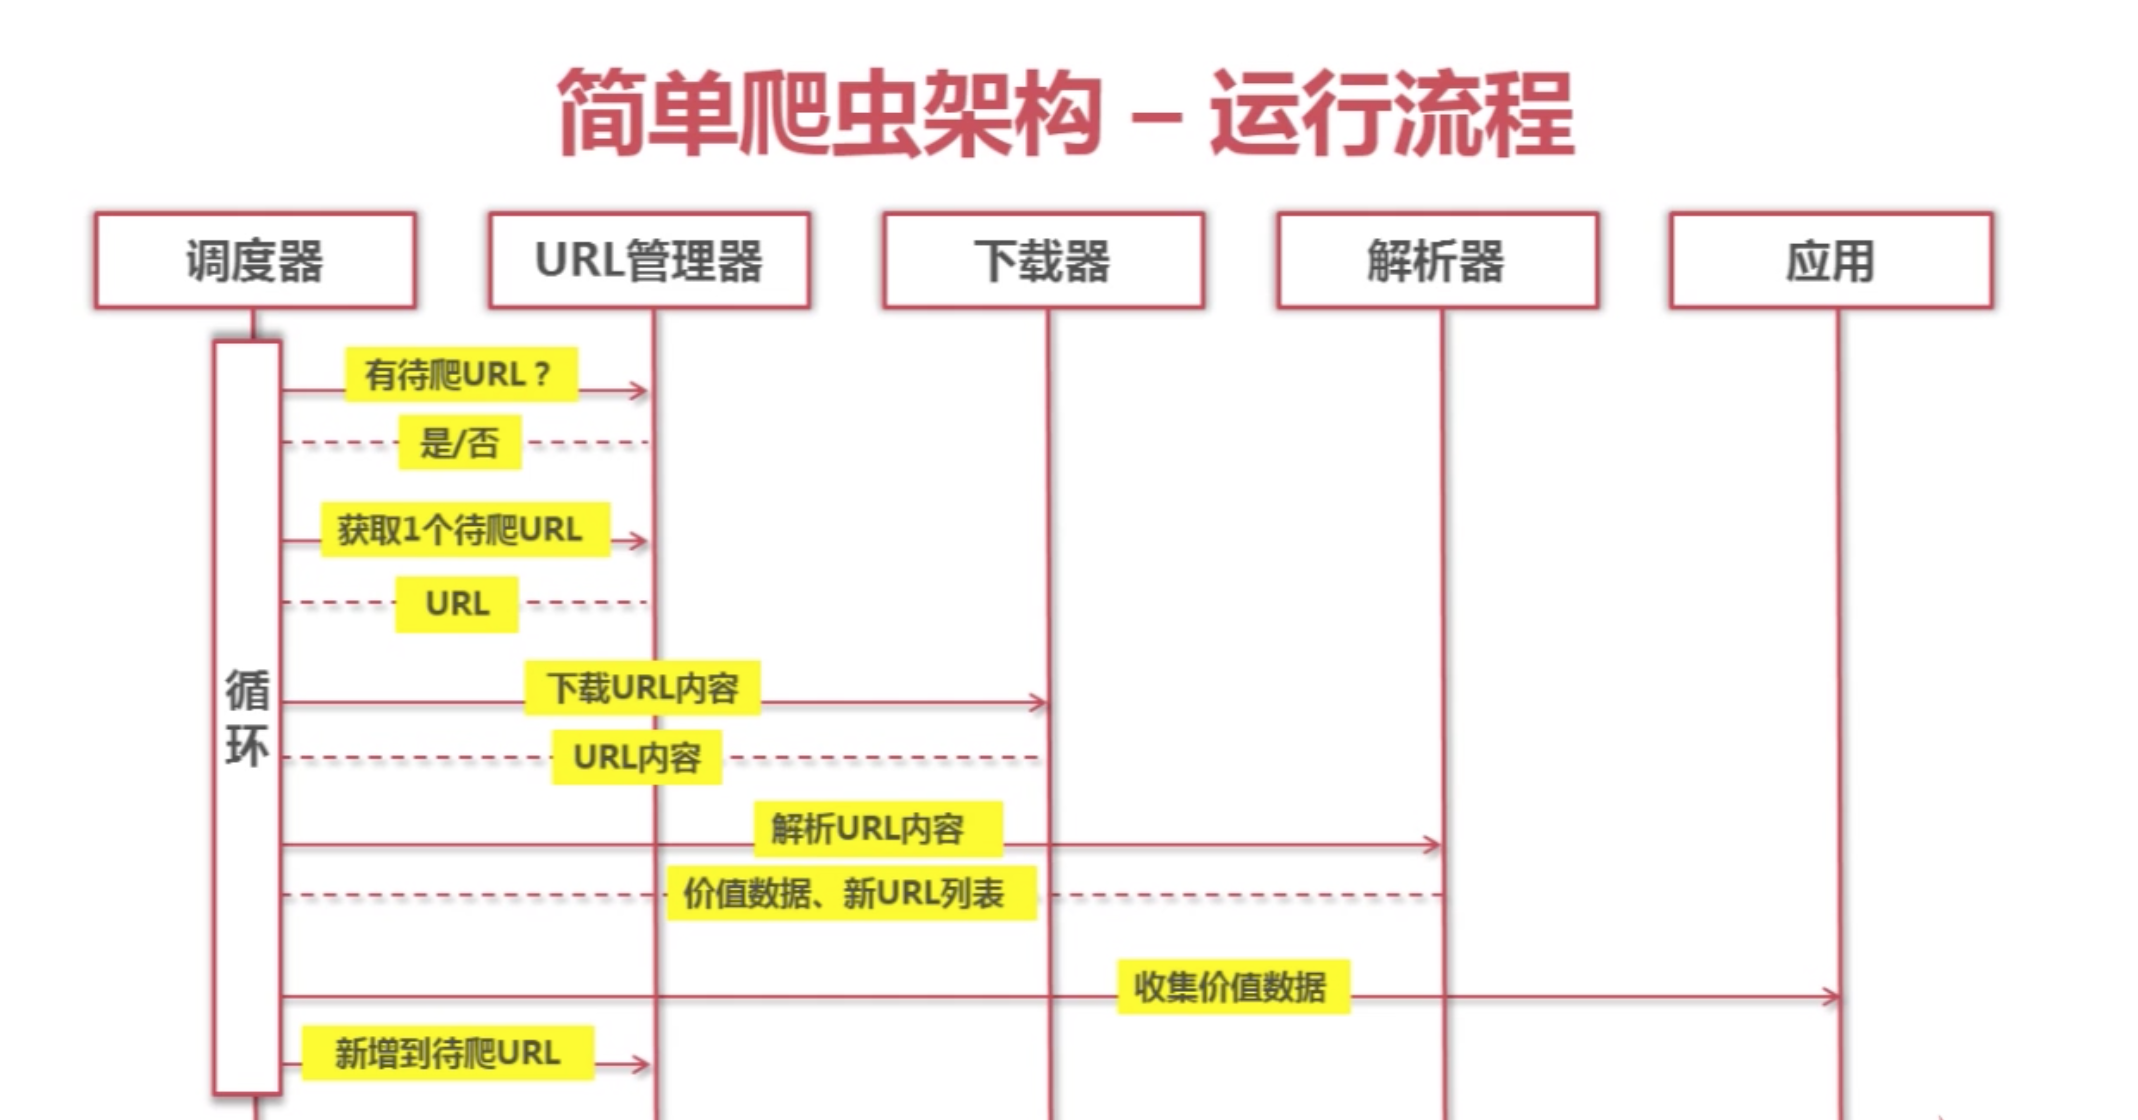 简单爬虫架构 – 运行流程
调度器
URL管理器
下载器
解析器
应用
有待爬URL？
是/否
获取1个待爬URL
URL
循
环
下载URL内容
URL内容
解析URL内容
价值数据、新URL列表
收集价值数据
新增到待爬URL